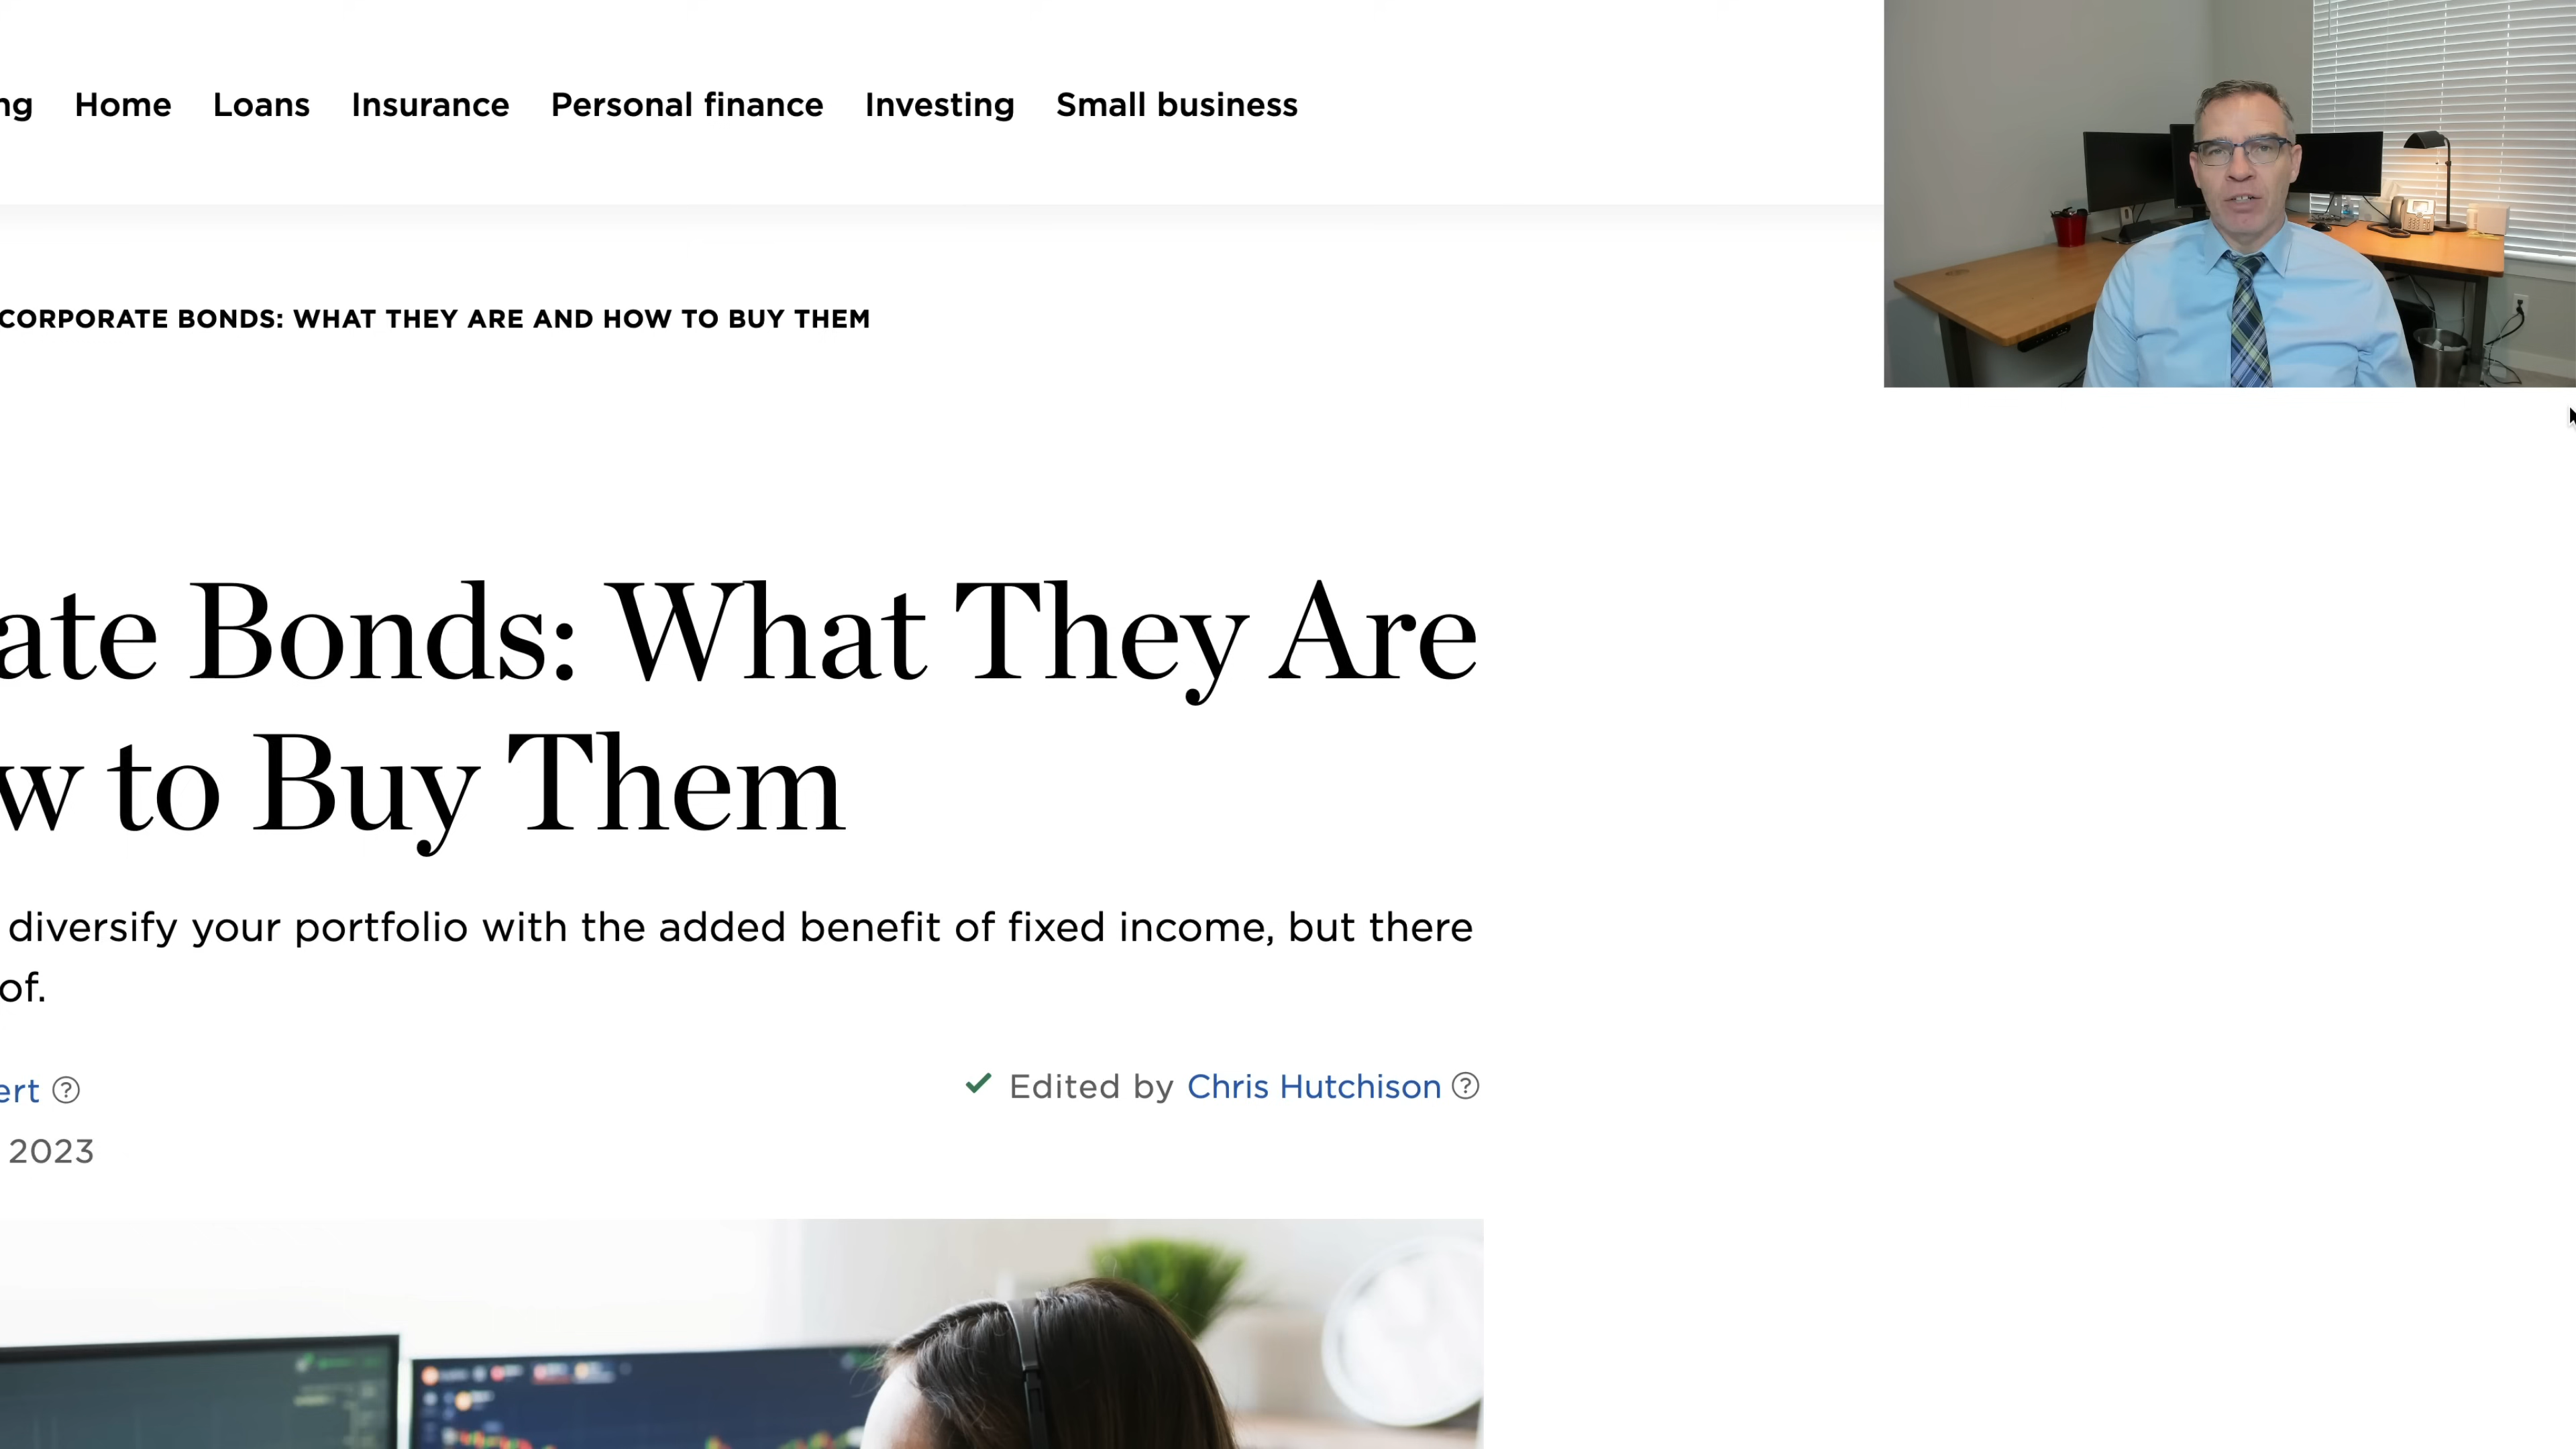 ng Home Loans Insurance Personal finance Investing Small business
CORPORATE BONDS: WHAT THEY ARE AND HOW TO BUY THEM
ate Bonds: What They Are
w to Buy Them
diversify your portfolio with the added benefit of fixed income, but there
of.
ert ?
✓ Edited by Chris Hutchison ?
2023